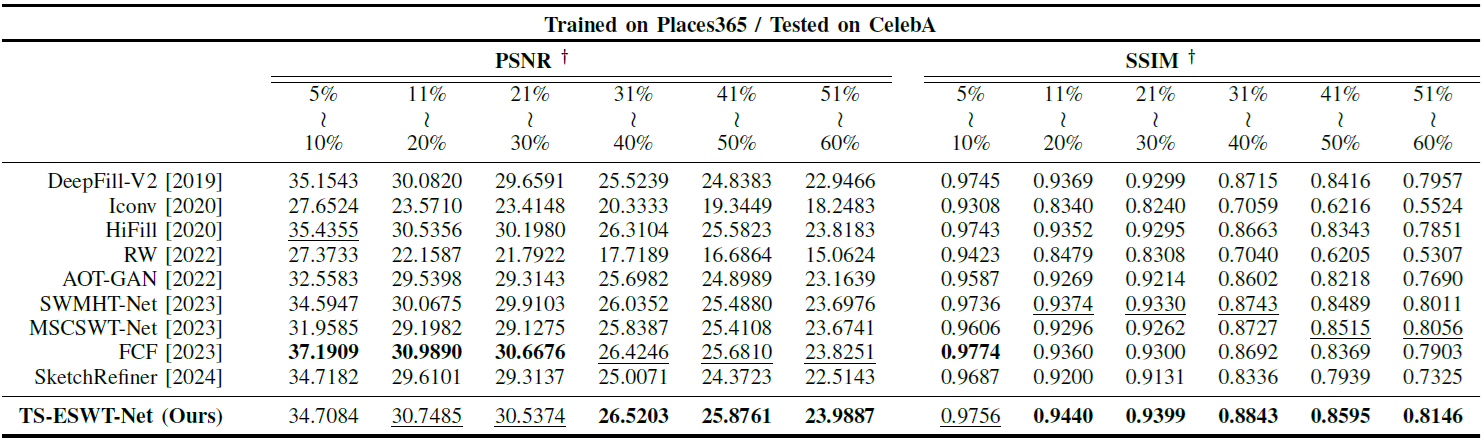 Trained on Places365 / Tested on CelebA
PSNR † SSIM †
5% 11% 21% 31% 41% 51% 5% 11% 21% 31% 41% 51%
≀ ≀ ≀ ≀ ≀ ≀ ≀ ≀ ≀ ≀ ≀ ≀
10% 20% 30% 40% 50% 60% 10% 20% 30% 40% 50% 60%
DeepFill-V2 [2019] 35.1543 30.0820 29.6591 25.5239 24.8383 22.9466 0.9745 0.9369 0.9299 0.8715 0.8416 0.7957
Iconv [2020] 27.6524 23.5710 23.4148 20.3333 19.3449 18.2483 0.9308 0.8340 0.8240 0.7059 0.6216 0.5524
HiFill [2020] 35.4355 30.5356 30.1980 26.3104 25.5823 23.8183 0.9743 0.9352 0.9295 0.8663 0.8343 0.7851
RW [2022] 27.3733 22.1587 21.7922 17.7189 16.6864 15.0624 0.9423 0.8479 0.8308 0.7040 0.6205 0.5307
AOT-GAN [2022] 32.5583 29.5398 29.3143 25.6982 24.8989 23.1639 0.9587 0.9269 0.9214 0.8602 0.8218 0.7690
SWMHT-Net [2023] 34.5947 30.0675 29.9103 26.0352 25.4880 23.6976 0.9736 0.9374 0.9330 0.8743 0.8489 0.8011
MSCSWT-Net [2023] 31.9585 29.1982 29.1275 25.8387 25.4108 23.6741 0.9606 0.9296 0.9262 0.8727 0.8515 0.8056
FCF [2023] 37.1909 30.9890 30.6676 26.4246 25.6810 23.8251 0.9774 0.9360 0.9300 0.8692 0.8369 0.7903
SketchRefiner [2024] 34.7182 29.6101 29.3137 25.0071 24.3723 22.5143 0.9687 0.9200 0.9131 0.8336 0.7939 0.7325
TS-ESWT-Net (Ours) 34.7084 30.7485 30.5374 26.5203 25.8761 23.9887 0.9756 0.9440 0.9399 0.8843 0.8595 0.8146